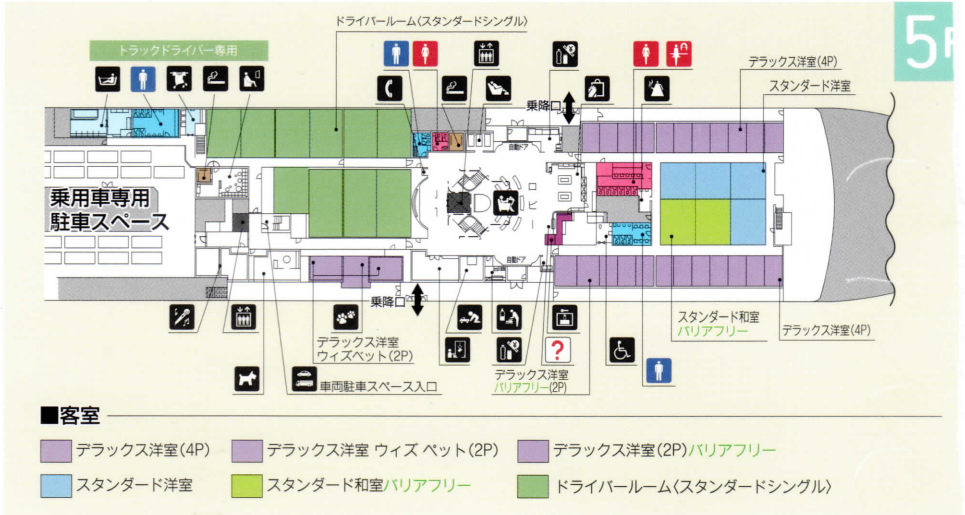 5F
ドライバールーム〈スタンダードシングル〉
トラックドライバー専用
デラックス洋室(4P)
スタンダード洋室
乗降口
自動ドア
乗用車専用
駐車スペース
ロビー
自動ドア
乗降口
デラックス洋室
ウィズペット(2P)
車両駐車スペース入口
?
デラックス洋室
バリアフリー(2P)
スタンダード和室
バリアフリー
デラックス洋室(4P)
■客室
デラックス洋室(4P)
デラックス洋室 ウィズ ペット(2P)
デラックス洋室(2P)バリアフリー
スタンダード洋室
スタンダード和室バリアフリー
ドライバールーム〈スタンダードシングル〉